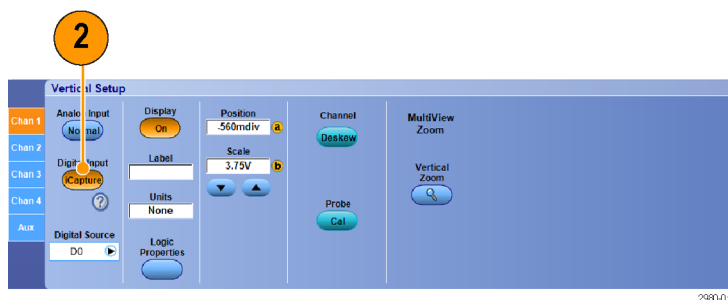 2
Vertical Setup
Chan 1
Chan 2
Chan 3
Chan 4
Aux
Analog Input
Normal
Digital Input
iCapture
?
Digital Source
D0
Display
On
Label
Units
None
Logic
Properties
Position
-560mdiv
a
Scale
3.75V
b
Channel
Deskew
Probe
Cal
MultiView
Zoom
Vertical
Zoom